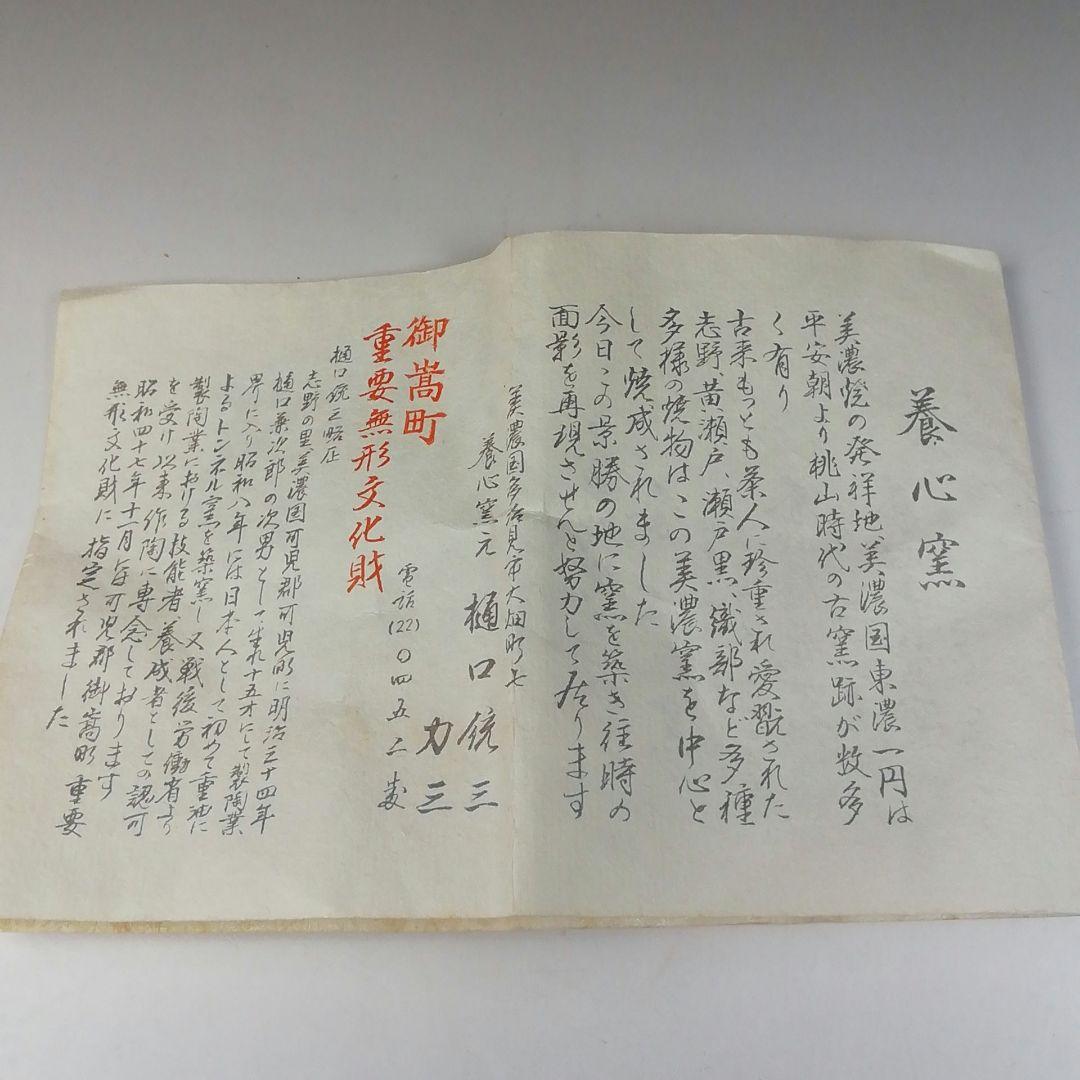 養心窯
美濃焼の発祥地美濃国東濃一円は
平安朝より桃山時代の古窯跡が数多
く有り
古来もっとも茶人に珍重され愛翫された
志野、黄瀬戸、瀬戸黒、織部など多種
多様の焼物はこの美濃窯を中心と
して焼成されました
今日この景勝の地に窯を築き往時の
面影を再現させんと努力して居ります
美濃国多治見市大畑町七
養心窯元 樋口銃三
力三
電話(22)〇四五二
御嵩町
重要無形文化財
樋口銃三略歴
志野の里、美濃国可児郡可児町に明治三十四年
樋口兼次郎の次男として生れ十五才にて製陶業
界に入り昭和八年には日本人として初めて重油に
よるトンネル窯を築窯し又戦後労働省より
製陶業における技能者養成者としての認可
を受け以来作陶に専念しております
昭和四十七年十一月可児郡御嵩町重要
無形文化財に指定されました